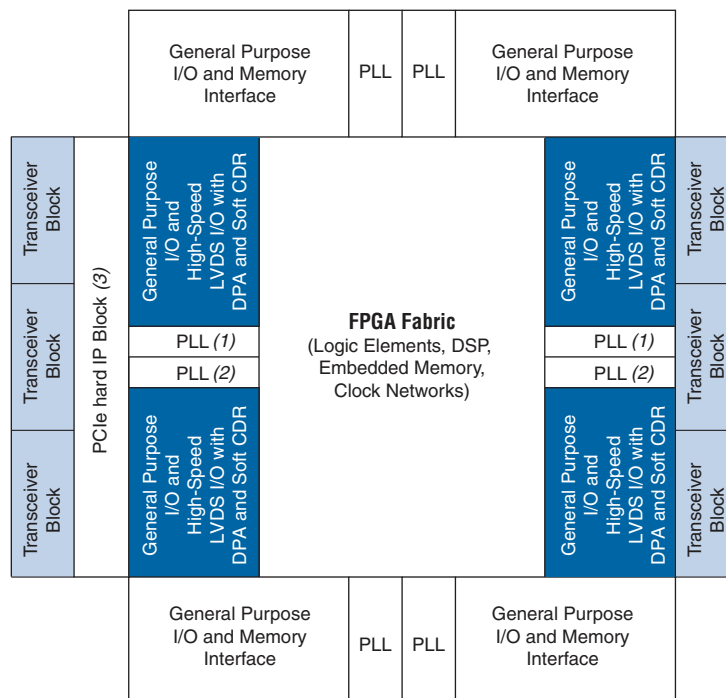 General Purpose
I/O and Memory
Interface
PLL
PLL
General Purpose
I/O and Memory
Interface
Transceiver
Block
Transceiver
Block
Transceiver
Block
PCIe hard IP Block (3)
General Purpose
I/O and
High-Speed
LVDS I/O with
DPA and Soft CDR
PLL (1)
PLL (2)
General Purpose
I/O and
High-Speed
LVDS I/O with
DPA and Soft CDR
FPGA Fabric
(Logic Elements, DSP,
Embedded Memory,
Clock Networks)
General Purpose
I/O and
High-Speed
LVDS I/O with
DPA and Soft CDR
PLL (1)
PLL (2)
General Purpose
I/O and
High-Speed
LVDS I/O with
DPA and Soft CDR
Transceiver
Block
Transceiver
Block
Transceiver
Block
General Purpose
I/O and Memory
Interface
PLL
PLL
General Purpose
I/O and Memory
Interface